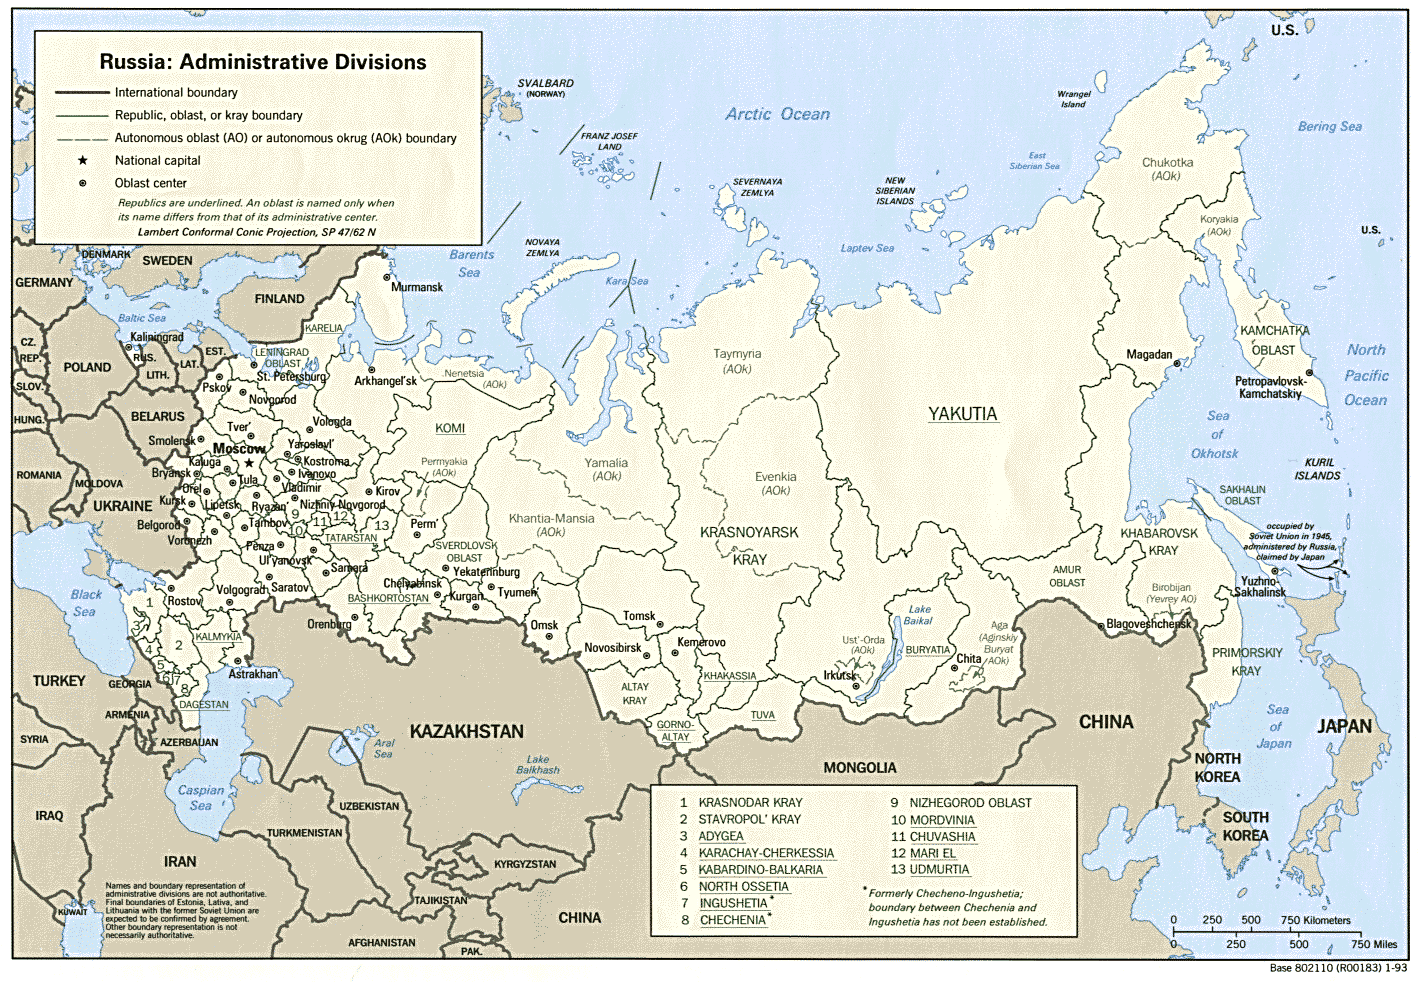 Russia: Administrative Divisions
International boundary
Republic, oblast, or kray boundary
Autonomous oblast (AO) or autonomous okrug (AOk) boundary
National capital
Oblast center
Republics are underlined. An oblast is named only when
its name differs from that of its administrative center.
Lambert Conformal Conic Projection, SP 47/62 N
U.S.
SVALBARD
(NORWAY)
Arctic Ocean
Wrangel
Island
Bering Sea
FRANZ JOSEF
LAND
East
Siberian Sea
Chukotka
(AOk)
SEVERNAYA
ZEMLYA
NEW
SIBERIAN
ISLANDS
Koryakia
(AOk)
U.S.
NOVAYA
ZEMLYA
Laptev Sea
Barents
Sea
Kara Sea
DENMARK
SWEDEN
GERMANY
FINLAND
Murmansk
Baltic Sea
KARELIA
Kaliningrad
CZ.
REP.
RUS.
LITH.
LAT.
EST.
POLAND
SLOV.
HUNG.
LENINGRAD
OBLAST
St. Petersburg
Pskov
Novgorod
Arkhangel'sk
Nenetsia
(AOk)
Taymyria
(AOk)
Magadan
KAMCHATKA
OBLAST
Petropavlovsk-
Kamchatskiy
North
Pacific
Ocean
BELARUS
Smolensk
Tver'
Vologda
Moscow
Yaroslavl'
Kostroma
Ivanovo
KOMI
YAKUTIA
Sea
of
Okhotsk
Kaluga
Bryansk
Tula
Vladimir
Orel
Kursk
Lipetsk
Ryazan'
Nizhniy Novgorod
Kirov
Permyakia
(AOk)
Yamalia
(AOk)
Evenkia
(AOk)
KURIL
ISLANDS
ROMANIA
MOLDOVA
UKRAINE
Belgorod
Voronezh
Tambov
9
10
11
12
13
TATARSTAN
Perm'
Khantia-Mansia
(AOk)
KRASNOYARSK
KRAY
SAKHALIN
OBLAST
occupied by
Soviet Union in 1945,
administered by Russia,
claimed by Japan
KHABAROVSK
KRAY
Penza
Ul'yanovsk
SVERDLOVSK
OBLAST
Yekaterinburg
Samara
Saratov
Chelyabinsk
BASHKORTOSTAN
Kurgan
Tyumen'
AMUR
OBLAST
Birobijan
(Yevrey AO)
Yuzhno-
Sakhalinsk
Black
Sea
Rostov
Volgograd
1
2
3
4
5
6
7
8
KALMYKIA
Orenburg
Omsk
Tomsk
Novosibirsk
Kemerovo
Lake
Baikal
Ust'-Orda
(AOk)
BURYATIA
Aga
(Aginskiy
Buryat
AOk)
Blagoveshchensk
Astrakhan'
Irkutsk
Chita
PRIMORSKIY
KRAY
TURKEY
GEORGIA
DAGESTAN
KHAKASSIA
ALTAY
KRAY
GORNO-
ALTAY
TUVA
ARMENIA
AZERBAIJAN
KAZAKHSTAN
CHINA
Sea
of
Japan
JAPAN
SYRIA
Aral
Sea
Lake
Balkhash
MONGOLIA
NORTH
KOREA
Caspian
Sea
IRAQ
UZBEKISTAN
TURKMENISTAN
SOUTH
KOREA
IRAN
KYRGYZSTAN
TAJIKISTAN
CHINA
KUWAIT
AFGHANISTAN
PAK.
Names and boundary representation of
administrative divisions are not authoritative.
Final boundaries of Estonia, Latvia, and
Lithuania with the former Soviet Union are
expected to be confirmed by agreement.
Other boundary representation is not
necessarily authoritative.
1 KRASNODAR KRAY
2 STAVROPOL' KRAY
3 ADYGEA
4 KARACHAY-CHERKESSIA
5 KABARDINO-BALKARIA
6 NORTH OSSETIA
7 INGUSHETIA*
8 CHECHENIA*
9 NIZHEGOROD OBLAST
10 MORDVINIA
11 CHUVASHIA
12 MARI EL
13 UDMURTIA
*Formerly Checheno-Ingushetia;
boundary between Chechenia and
Ingushetia has not been established.
0 250 500 750 Kilometers
0 250 500 750 Miles
Base 802110 (R00183) 1-93